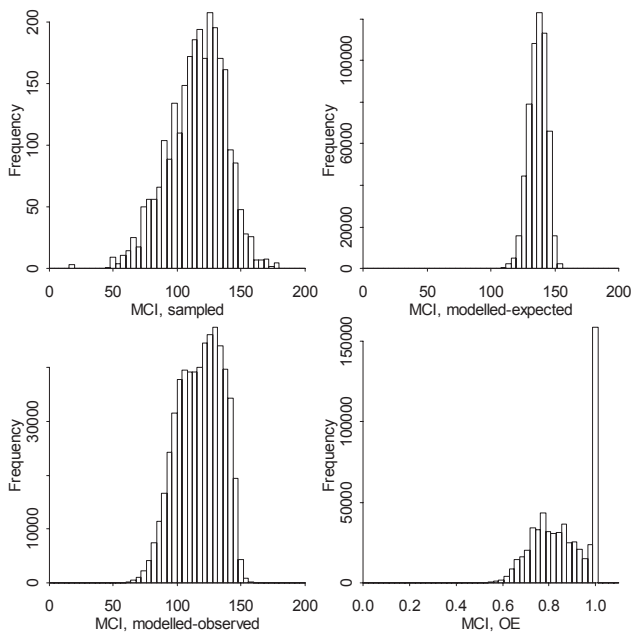 Frequency
0 50 100 150 200
0 50 100 150 200
MCI, sampled
Frequency
0 20000 60000 100000
0 50 100 150 200
MCI, modelled-expected
Frequency
0 10000 30000
0 50 100 150 200
MCI, modelled-observed
Frequency
0 50000 100000 150000
0.0 0.2 0.4 0.6 0.8 1.0
MCI, OE